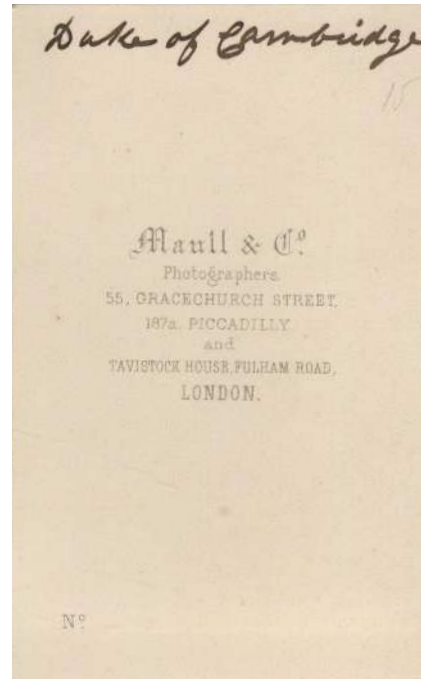 Duke of Cambridge
15
Maull & Cº.
Photographers.
55, GRACECHURCH STREET,
187a. PICCADILLY
and
TAVISTOCK HOUSE, FULHAM ROAD,
LONDON.
Nº